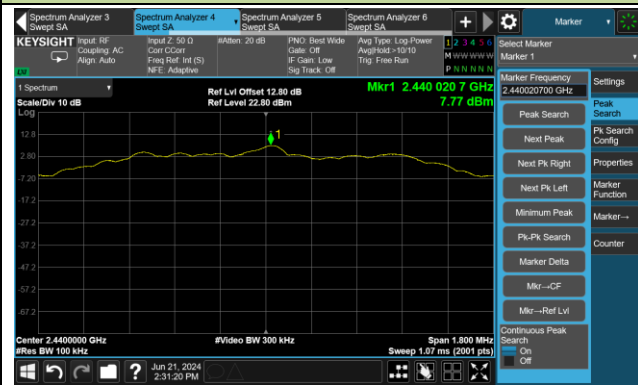 Spectrum Analyzer 3
Swept SA
Spectrum Analyzer 4
Swept SA
Spectrum Analyzer 5
Swept SA
Spectrum Analyzer 6
Swept SA
+
Marker
KEYSIGHT
Input: RF
Coupling: AC
Align: Auto
Input Z: 50 Ω
Corr CCorr
Freq Ref: Int (S)
NFE: Adaptive
#Atten: 20 dB
PNO: Best Wide
Gate: Off
IF Gain: Low
Sig Track: Off
Avg Type: Log-Power
Avg|Hold:>10/10
Trig: Free Run
1 2 3 4 5 6
M W W W W W
P N N N N N
LXI
Select Marker
Marker 1
1 Spectrum
Scale/Div 10 dB
Log
Ref Lvl Offset 12.80 dB
Ref Level 22.80 dBm
Mkr1 2.440 020 7 GHz
7.77 dBm
1
12.8
2.80
-7.20
-17.2
-27.2
-37.2
-47.2
-57.2
-67.2
Center 2.4400000 GHz
#Res BW 100 kHz
#Video BW 300 kHz
Span 1.800 MHz
Sweep 1.07 ms (2001 pts)
Marker Frequency
2.440020700 GHz
Peak Search
Next Peak
Next Pk Right
Next Pk Left
Minimum Peak
Pk-Pk Search
Marker Delta
Mkr→CF
Mkr→Ref Lvl
Continuous Peak
Search
On
Off
Settings
Peak
Search
Pk Search
Config
Properties
Marker
Function
Marker→
Counter
?
Jun 21, 2024
2:31:20 PM